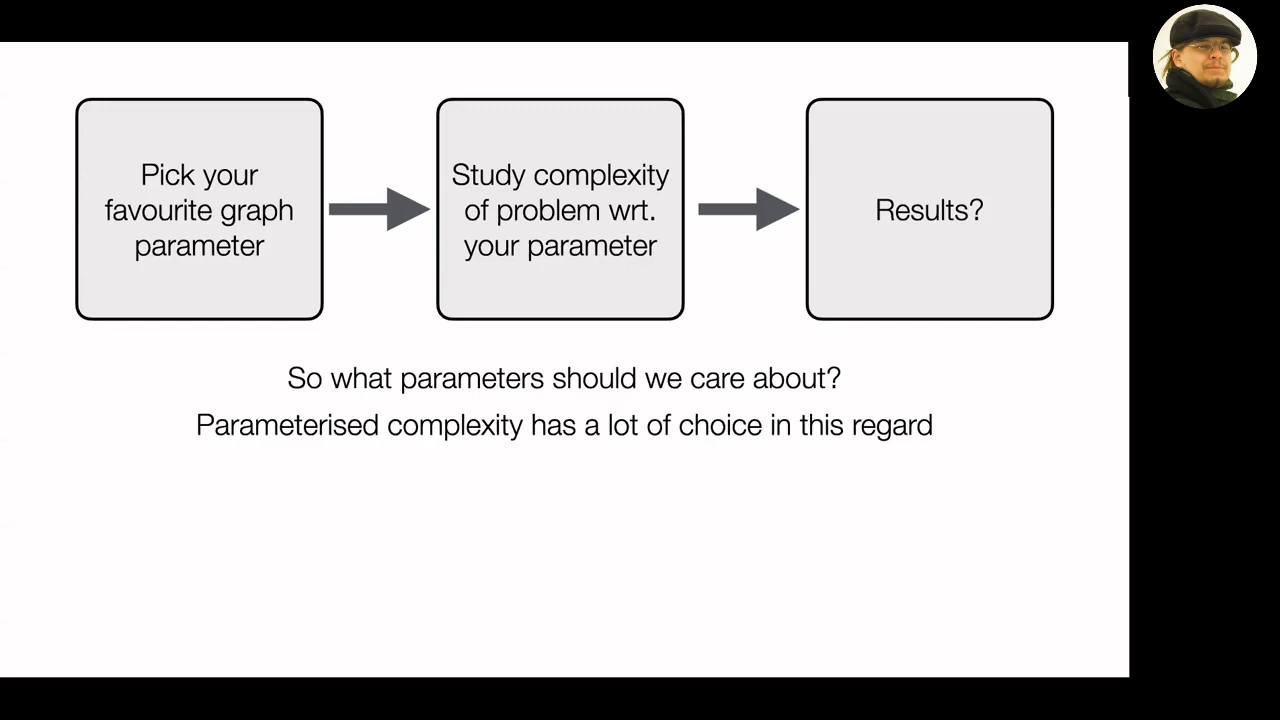 Pick your
favourite graph
parameter
Study complexity
of problem wrt.
your parameter
Results?
So what parameters should we care about?
Parameterised complexity has a lot of choice in this regard